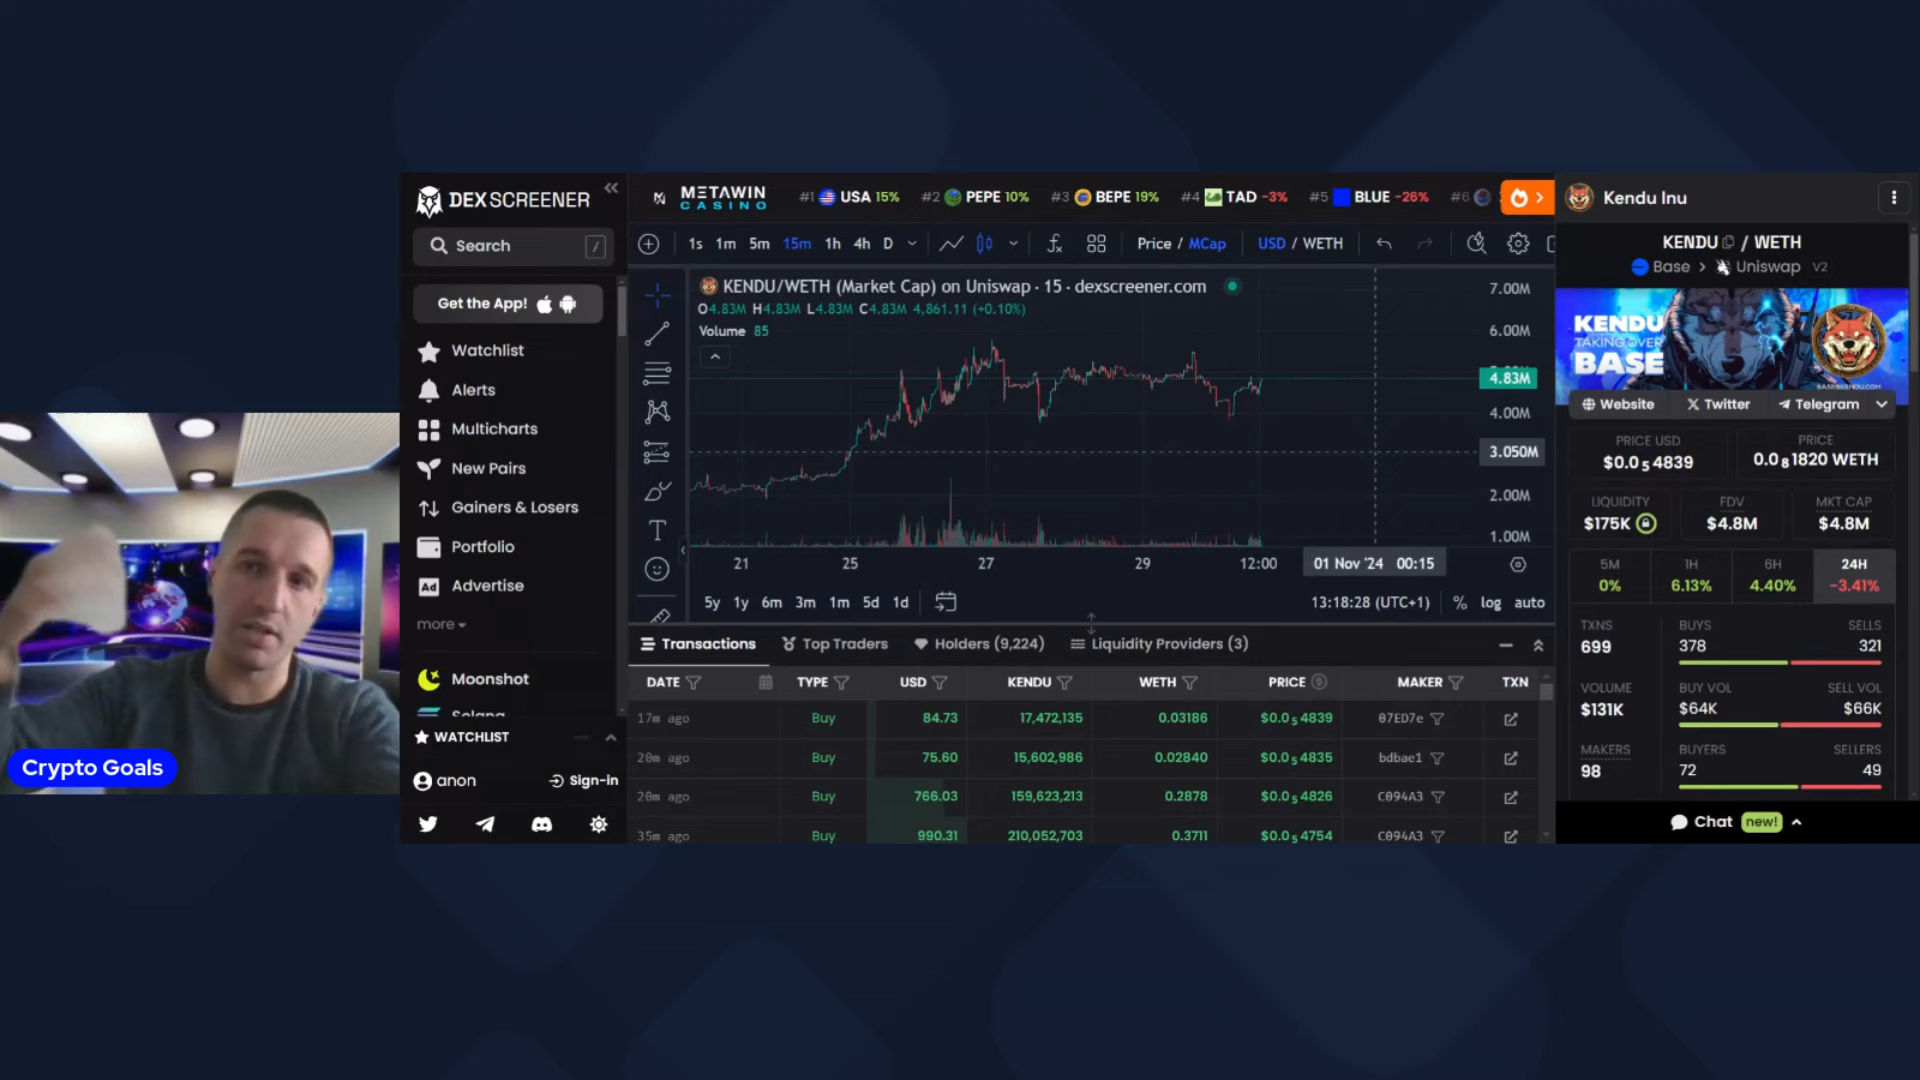 DEX SCREENER
Search /
Get the App!
Watchlist
Alerts
Multicharts
New Pairs
Gainers & Losers
Portfolio
Ad Advertise
more
Moonshot
Solana
WATCHLIST
anon Sign-in
METAWIN
CASINO
#1 USA 15% #2 PEPE 10% #3 BEPE 19% #4 TAD -3% #5 BLUE -26% #6
1s 1m 5m 15m 1h 4h D Price / MCap USD / WETH
KENDU/WETH (Market Cap) on Uniswap · 15 · dexscreener.com
O4.83M H4.83M L4.83M C4.83M 4,861.11 (+0.10%)
Volume 85
7.00M
6.00M
4.83M
4.00M
3.050M
2.00M
1.00M
21 25 27 29 12:00 01 Nov '24 00:15
5y 1y 6m 3m 1m 5d 1d 13:18:28 (UTC+1) % log auto
Transactions Top Traders Holders (9,224) Liquidity Providers (3)
DATE TYPE USD KENDU WETH PRICE MAKER TXN
17m ago Buy 84.73 17,472,135 0.03186 $0.0₅4839 07ED7e
20m ago Buy 75.60 15,602,986 0.02840 $0.0₅4835 bdbae1
20m ago Buy 766.03 159,623,213 0.2878 $0.0₅4826 C094A3
35m ago Buy 990.31 210,052,703 0.3711 $0.0₅4754 C094A3
Kendu Inu
KENDU / WETH
Base > Uniswap V2
KENDU
TAKING OVER
BASE
Website Twitter Telegram
PRICE USD PRICE
$0.0₅4839 0.0₈1820 WETH
LIQUIDITY FDV MKT CAP
$175K $4.8M $4.8M
5M 1H 6H 24H
0% 6.13% 4.40% -3.41%
TXNS BUYS SELLS
699 378 321
VOLUME BUY VOL SELL VOL
$131K $64K $66K
MAKERS BUYERS SELLERS
98 72 49
Chat new!
Crypto Goals